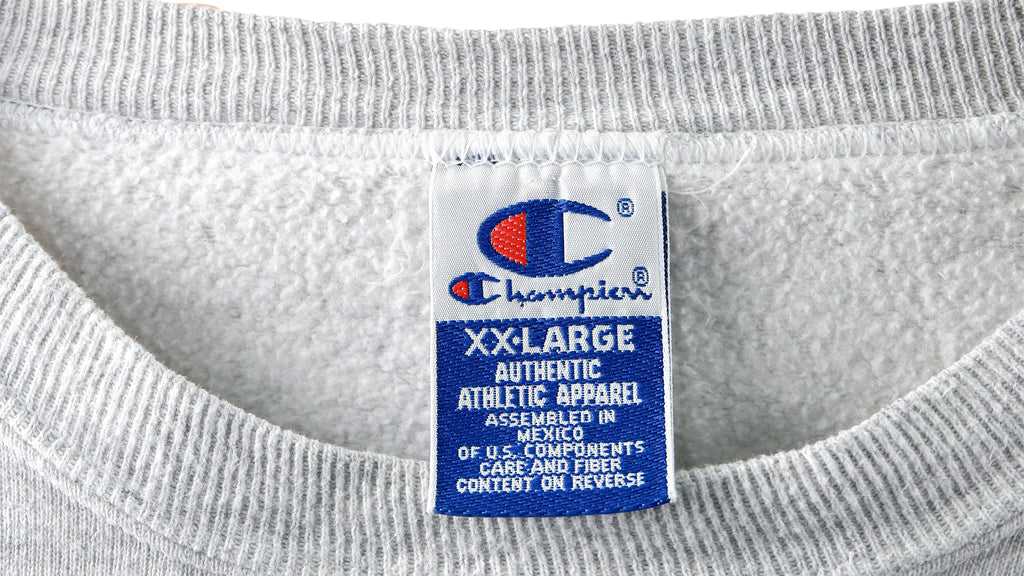 ®
Champion®
XX-LARGE
AUTHENTIC
ATHLETIC APPAREL
ASSEMBLED IN
MEXICO
OF U.S. COMPONENTS
CARE AND FIBER
CONTENT ON REVERSE